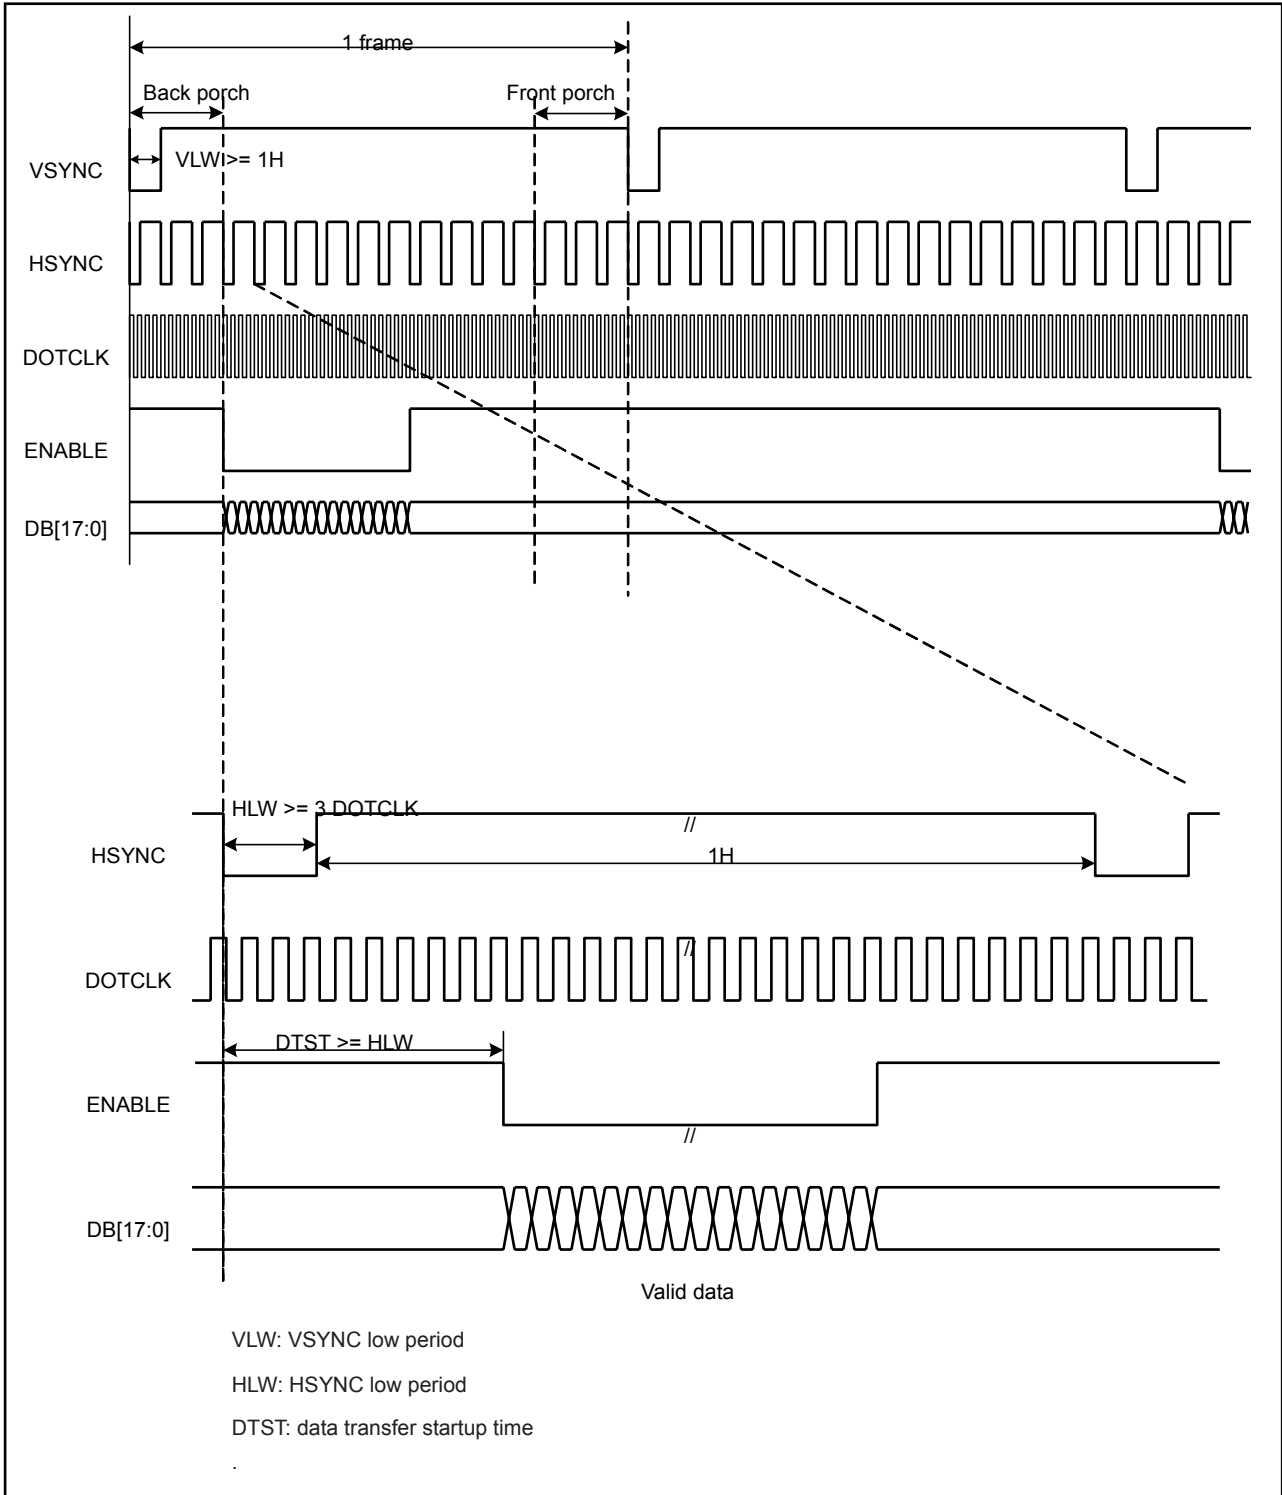 1 frame
Back porch
Front porch
VLW >= 1H
VSYNC
HSYNC
DOTCLK
ENABLE
DB[17:0]
HLW >= 3 DOTCLK
//
HSYNC
1H
DOTCLK
//
DTST >= HLW
ENABLE
//
DB[17:0]
Valid data
VLW: VSYNC low period
HLW: HSYNC low period
DTST: data transfer startup time
.